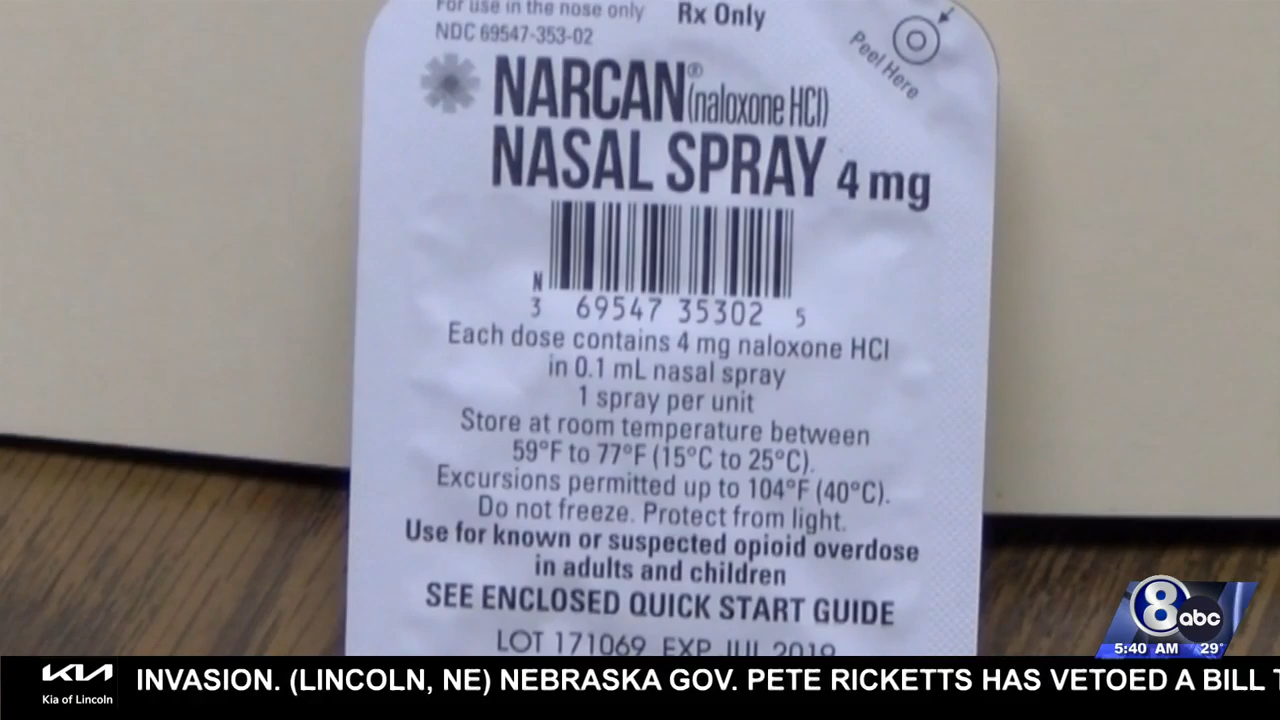 For use in the nose only
Rx Only
NDC 69547-353-02
Peel Here
NARCAN® (naloxone HCl)
NASAL SPRAY 4 mg
N
3 69547 35302 5
Each dose contains 4 mg naloxone HCl
in 0.1 mL nasal spray
1 spray per unit
Store at room temperature between
59°F to 77°F (15°C to 25°C).
Excursions permitted up to 104°F (40°C).
Do not freeze. Protect from light.
Use for known or suspected opioid overdose
in adults and children
SEE ENCLOSED QUICK START GUIDE
LOT 171069 EXP JUL 2019
8 abc
5:40 AM 29°
KIA
Kia of Lincoln
INVASION. (LINCOLN, NE) NEBRASKA GOV. PETE RICKETTS HAS VETOED A BILL T